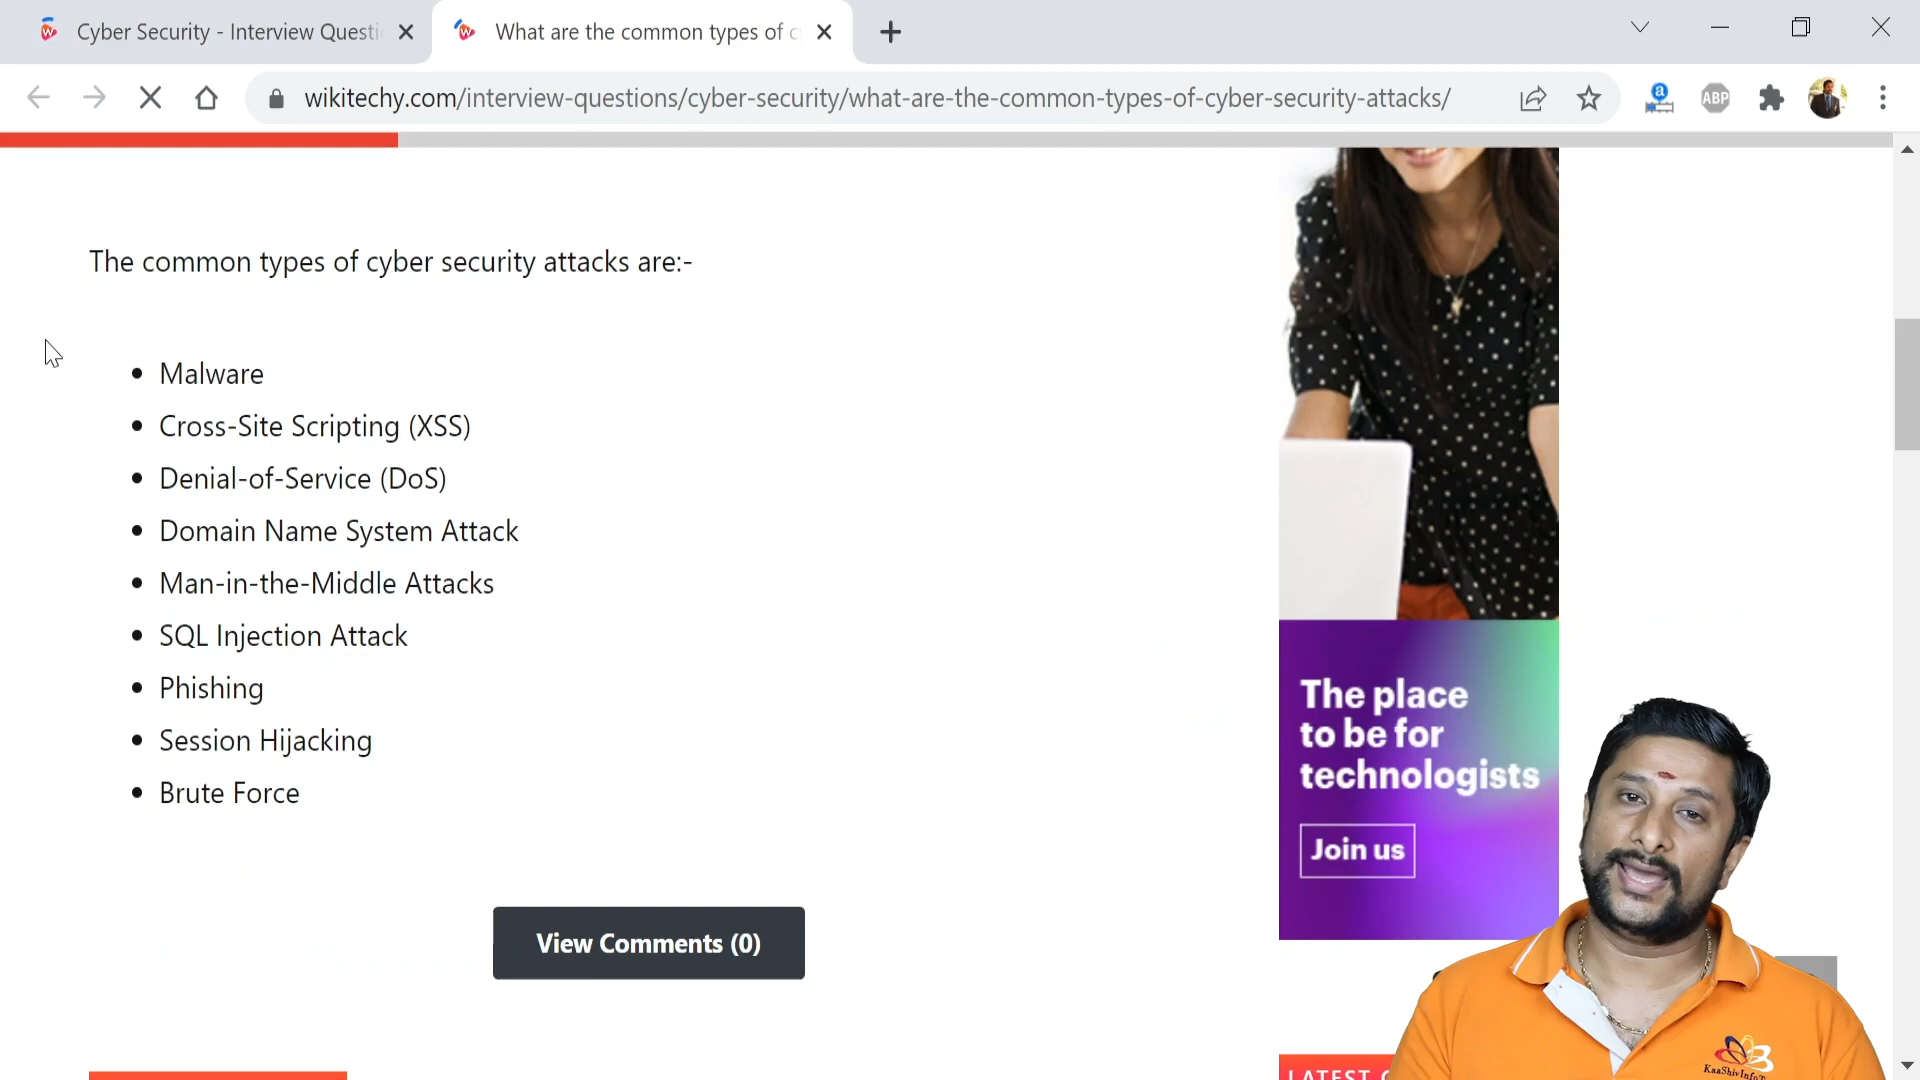 Cyber Security - Interview Questi
What are the common types of c
wikitechy.com/interview-questions/cyber-security/what-are-the-common-types-of-cyber-security-attacks/
a
ABP
The common types of cyber security attacks are:-
• Malware
• Cross-Site Scripting (XSS)
• Denial-of-Service (DoS)
• Domain Name System Attack
• Man-in-the-Middle Attacks
• SQL Injection Attack
• Phishing
• Session Hijacking
• Brute Force
The place
to be for
technologists
Join us
View Comments (0)
LATEST
KaaShivInfoT